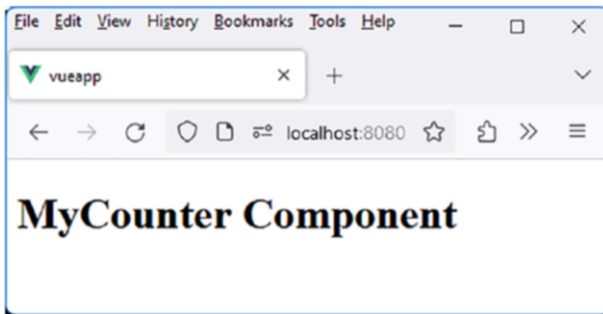 File Edit View History Bookmarks Tools Help
vueapp
localhost:8080
MyCounter Component